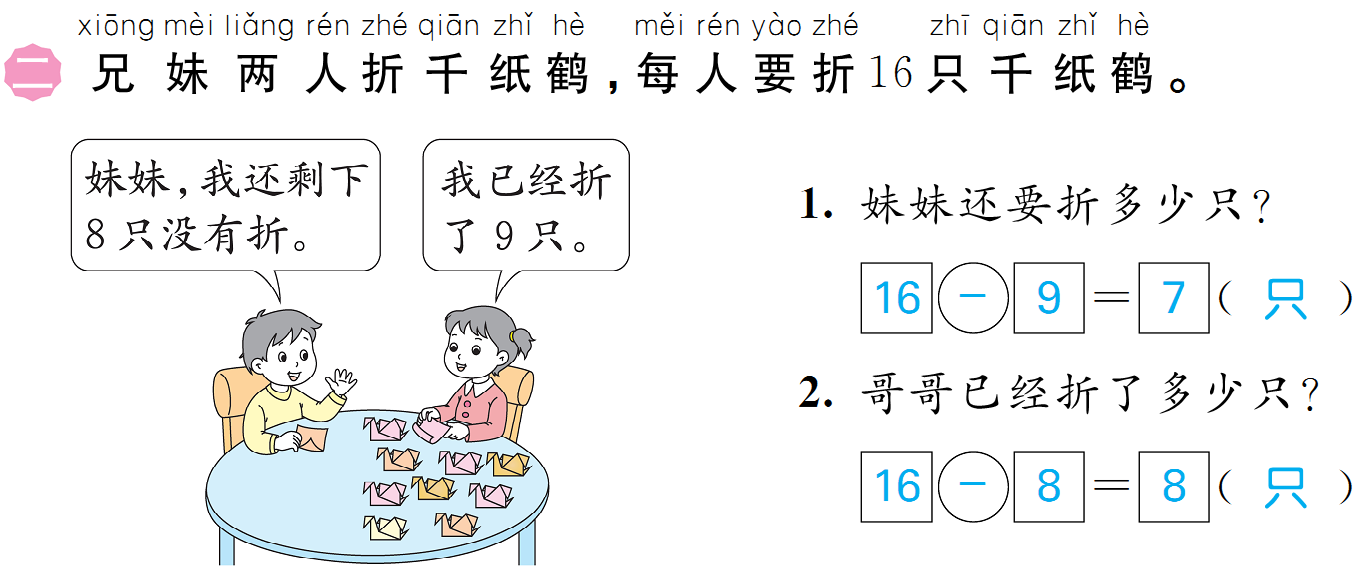 xiōng mèi liǎng rén zhé qiān zhǐ hè měi rén yào zhé zhī qiān zhǐ hè
二 兄妹两人折千纸鹤,每人要折16只千纸鹤。
妹妹,我还剩下
8只没有折。
我已经折
了9只。
1. 妹妹还要折多少只?
16 − 9 = 7 ( 只 )
2. 哥哥已经折了多少只?
16 − 8 = 8 ( 只 )